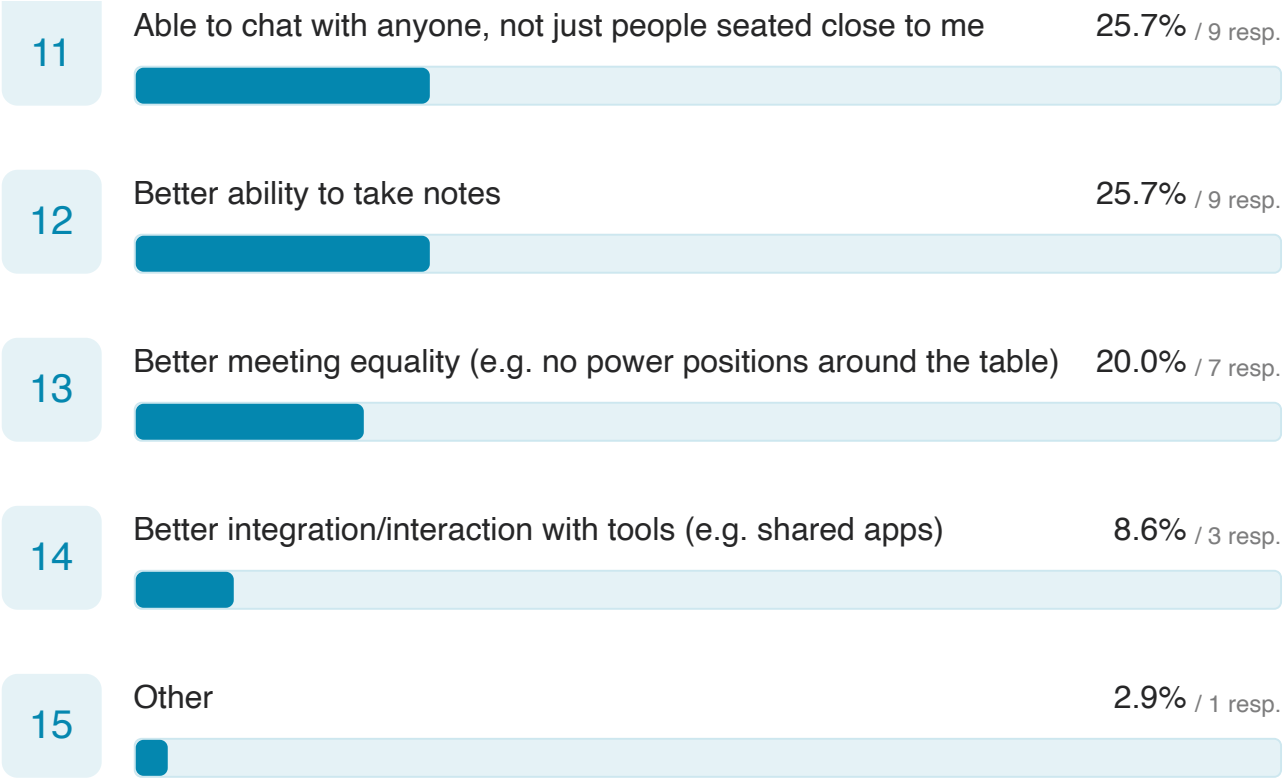 11
Able to chat with anyone, not just people seated close to me 25.7% / 9 resp.
12
Better ability to take notes 25.7% / 9 resp.
13
Better meeting equality (e.g. no power positions around the table) 20.0% / 7 resp.
14
Better integration/interaction with tools (e.g. shared apps) 8.6% / 3 resp.
15
Other 2.9% / 1 resp.